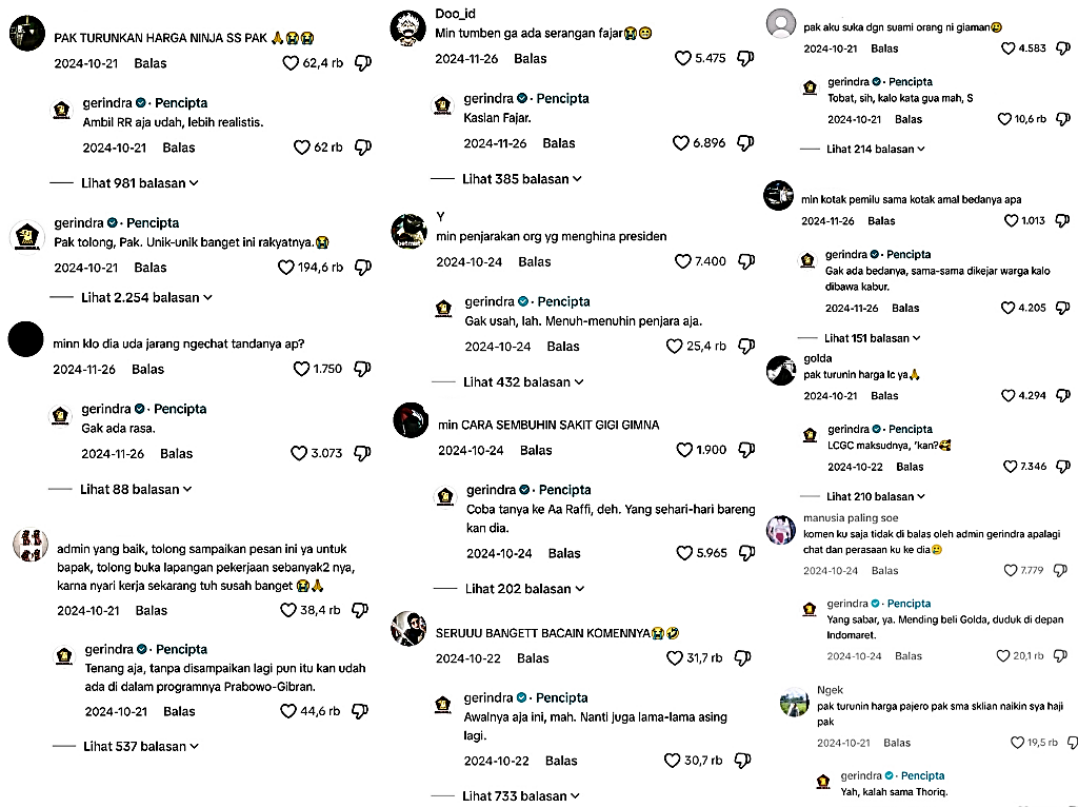 PAK TURUNKAN HARGA NINJA SS PAK 🙏😭😭
2024-10-21 Balas 62,4 rb
gerindra · Pencipta
Ambil RR aja udah, lebih realistis.
2024-10-21 Balas 62 rb
Lihat 981 balasan
gerindra · Pencipta
Pak tolong, Pak. Unik-unik banget ini rakyatnya.😭
2024-10-21 Balas 194,6 rb
Lihat 2.254 balasan
minn klo dia uda jarang ngechat tandanya ap?
2024-11-26 Balas 1.750
gerindra · Pencipta
Gak ada rasa.
2024-11-26 Balas 3.073
Lihat 88 balasan
admin yang baik, tolong sampaikan pesan ini ya untuk
bapak, tolong buka lapangan pekerjaan sebanyak2 nya,
karna nyari kerja sekarang tuh susah banget 😭🙏
2024-10-21 Balas 38,4 rb
gerindra · Pencipta
Tenang aja, tanpa disampaikan lagi pun itu kan udah
ada di dalam programnya Prabowo-Gibran.
2024-10-21 Balas 44,6 rb
Lihat 537 balasan
Doo_id
Min tumben ga ada serangan fajar😭😊
2024-11-26 Balas 5.475
gerindra · Pencipta
Kasian Fajar.
2024-11-26 Balas 6.896
Lihat 385 balasan
Y
min penjarakan org yg menghina presiden
2024-10-24 Balas 7.400
gerindra · Pencipta
Gak usah, lah. Menuh-menuhin penjara aja.
2024-10-24 Balas 25,4 rb
Lihat 432 balasan
min CARA SEMBUHIN SAKIT GIGI GIMNA
2024-10-24 Balas 1.900
gerindra · Pencipta
Coba tanya ke Aa Raffi, deh. Yang sehari-hari bareng
kan dia.
2024-10-24 Balas 5.965
Lihat 202 balasan
SERUUU BANGETT BACAIN KOMENNYA😭🤣
2024-10-22 Balas 31,7 rb
gerindra · Pencipta
Awalnya aja ini, mah. Nanti juga lama-lama asing
lagi.
2024-10-22 Balas 30,7 rb
Lihat 733 balasan
pak aku suka dgn suami orang ni giaman🥲
2024-10-21 Balas 4.583
gerindra · Pencipta
Tobat, sih, kalo kata gua mah, S
2024-10-21 Balas 10,6 rb
Lihat 214 balasan
min kotak pemilu sama kotak amal bedanya apa
2024-11-26 Balas 1.013
gerindra · Pencipta
Gak ada bedanya, sama-sama dikejar warga kalo
dibawa kabur.
2024-11-26 Balas 4.205
Lihat 151 balasan
golda
pak turunin harga lc ya🙏
2024-10-21 Balas 4.294
gerindra · Pencipta
LCGC maksudnya, 'kan?🥰
2024-10-22 Balas 7.346
Lihat 210 balasan
manusia paling soe
komen ku saja tidak di balas oleh admin gerindra apalagi
chat dan perasaan ku ke dia🥲
2024-10-24 Balas 7.779
gerindra · Pencipta
Yang sabar, ya. Mending beli Golda, duduk di depan
Indomaret.
2024-10-24 Balas 20,1 rb
Ngek
pak turunin harga pajero pak sma sklian naikin sya haji
pak
2024-10-21 Balas 19,5 rb
gerindra · Pencipta
Yah, kalah sama Thoriq.